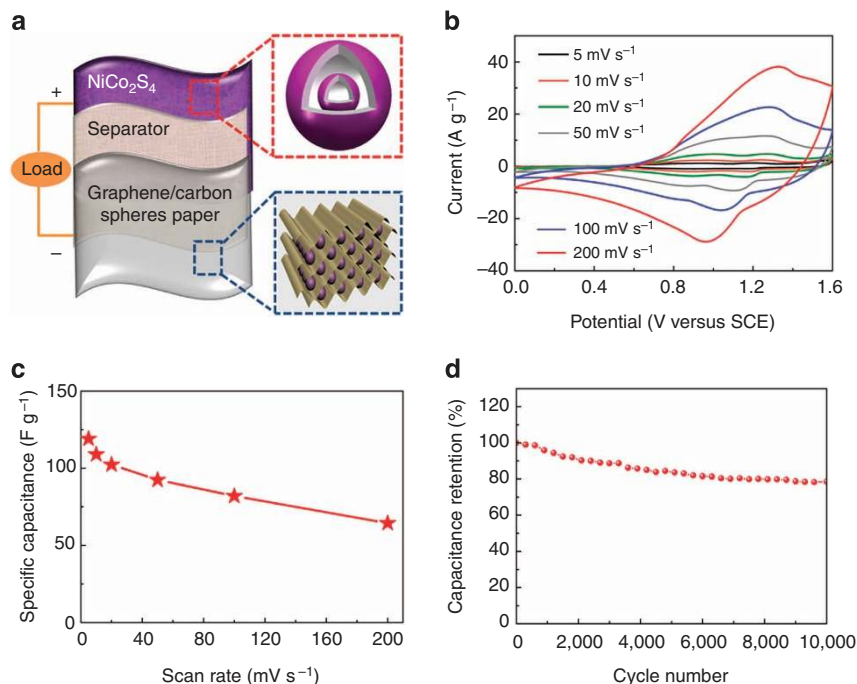 a
NiCo₂S₄
+
Separator
Load
Graphene/carbon
spheres paper
–
b
Current (A g⁻¹)
40
20
0
−20
−40
5 mV s⁻¹
10 mV s⁻¹
20 mV s⁻¹
50 mV s⁻¹
100 mV s⁻¹
200 mV s⁻¹
0.0 0.4 0.8 1.2 1.6
Potential (V versus SCE)
c
Specific capacitance (F g⁻¹)
150
100
50
0
0 40 80 120 160 200
Scan rate (mV s⁻¹)
d
Capacitance retention (%)
120
100
80
60
40
20
0
0 2,000 4,000 6,000 8,000 10,000
Cycle number